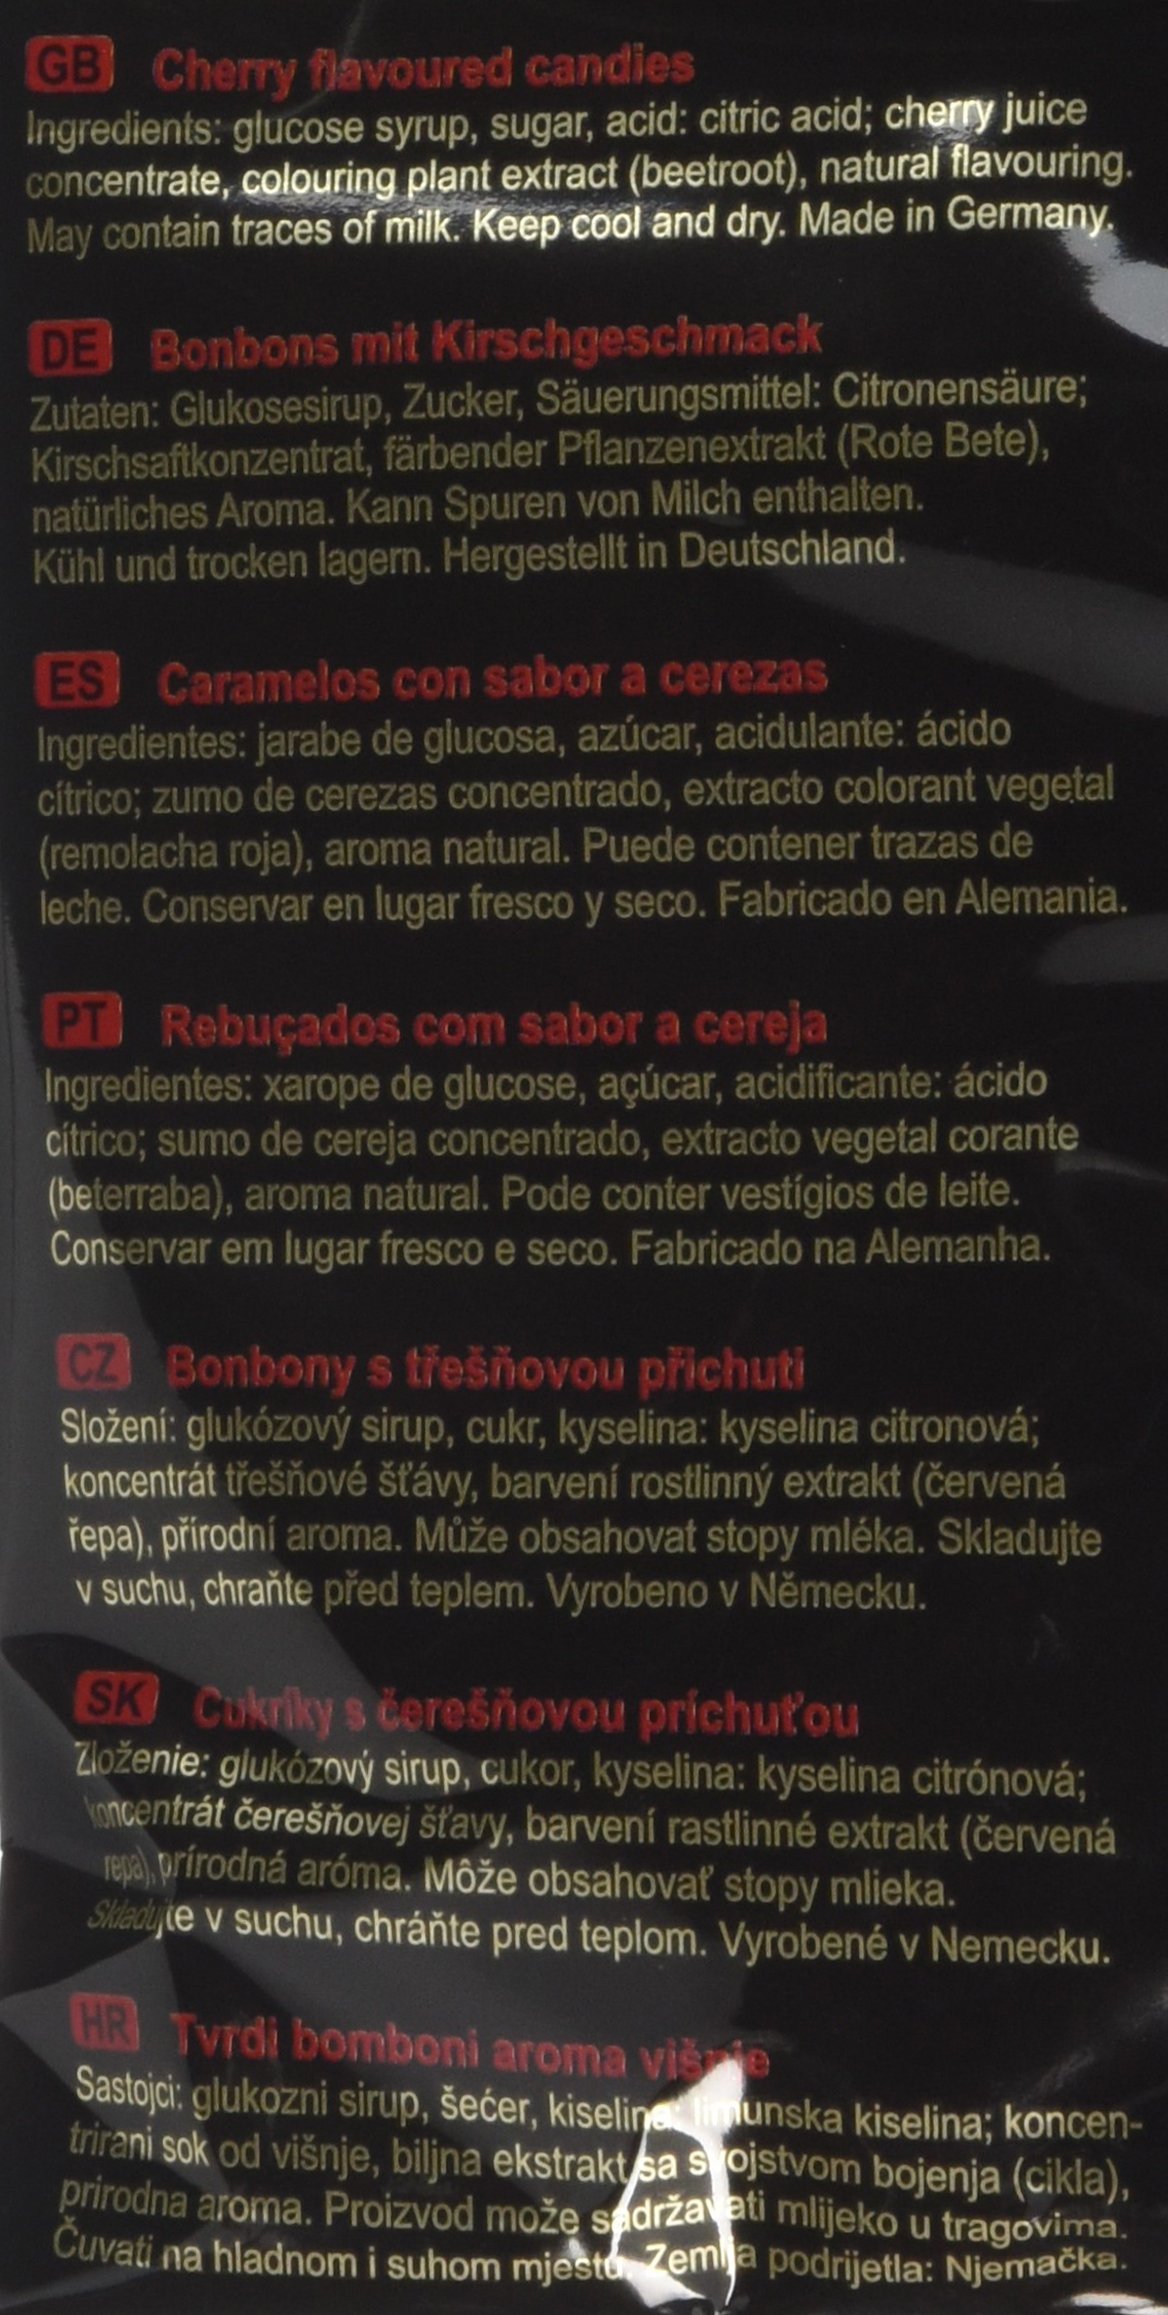 GB Cherry flavoured candies
Ingredients: glucose syrup, sugar, acid: citric acid; cherry juice
concentrate, colouring plant extract (beetroot), natural flavouring.
May contain traces of milk. Keep cool and dry. Made in Germany.
DE Bonbons mit Kirschgeschmack
Zutaten: Glukosesirup, Zucker, Säuerungsmittel: Citronensäure;
Kirschsaftkonzentrat, färbender Pflanzenextrakt (Rote Bete),
natürliches Aroma. Kann Spuren von Milch enthalten.
Kühl und trocken lagern. Hergestellt in Deutschland.
ES Caramelos con sabor a cerezas
Ingredientes: jarabe de glucosa, azúcar, acidulante: ácido
cítrico; zumo de cerezas concentrado, extracto colorant vegetal
(remolacha roja), aroma natural. Puede contener trazas de
leche. Conservar en lugar fresco y seco. Fabricado en Alemania.
PT Rebuçados com sabor a cereja
Ingredientes: xarope de glucose, açúcar, acidificante: ácido
cítrico; sumo de cereja concentrado, extracto vegetal corante
(beterraba), aroma natural. Pode conter vestígios de leite.
Conservar em lugar fresco e seco. Fabricado na Alemanha.
CZ Bonbony s třešňovou příchuti
Složení: glukózový sirup, cukr, kyselina: kyselina citronová;
koncentrát třešňové šťávy, barvení rostlinný extrakt (červená
řepa), přírodní aroma. Může obsahovat stopy mléka. Skladujte
v suchu, chraňte před teplem. Vyrobeno v Německu.
SK Cukríky s čerešňovou príchuťou
Zloženie: glukózový sirup, cukor, kyselina: kyselina citrónová;
koncentrát čerešňovej šťavy, barvení rastlinné extrakt (červená
repa), prírodná aróma. Môže obsahovať stopy mlieka.
Skladujte v suchu, chráňte pred teplom. Vyrobené v Nemecku.
HR Tvrdi bomboni aroma višnje
Sastojci: glukozni sirup, šećer, kiselina: limunska kiselina; koncen-
trirani sok od višnje, biljna ekstrakt sa svojstvom bojenja (cikla),
prirodna aroma. Proizvod može sadržavati mlijeko u tragovima.
Čuvati na hladnom i suhom mjestu. Zemlja podrijetla: Njemačka.